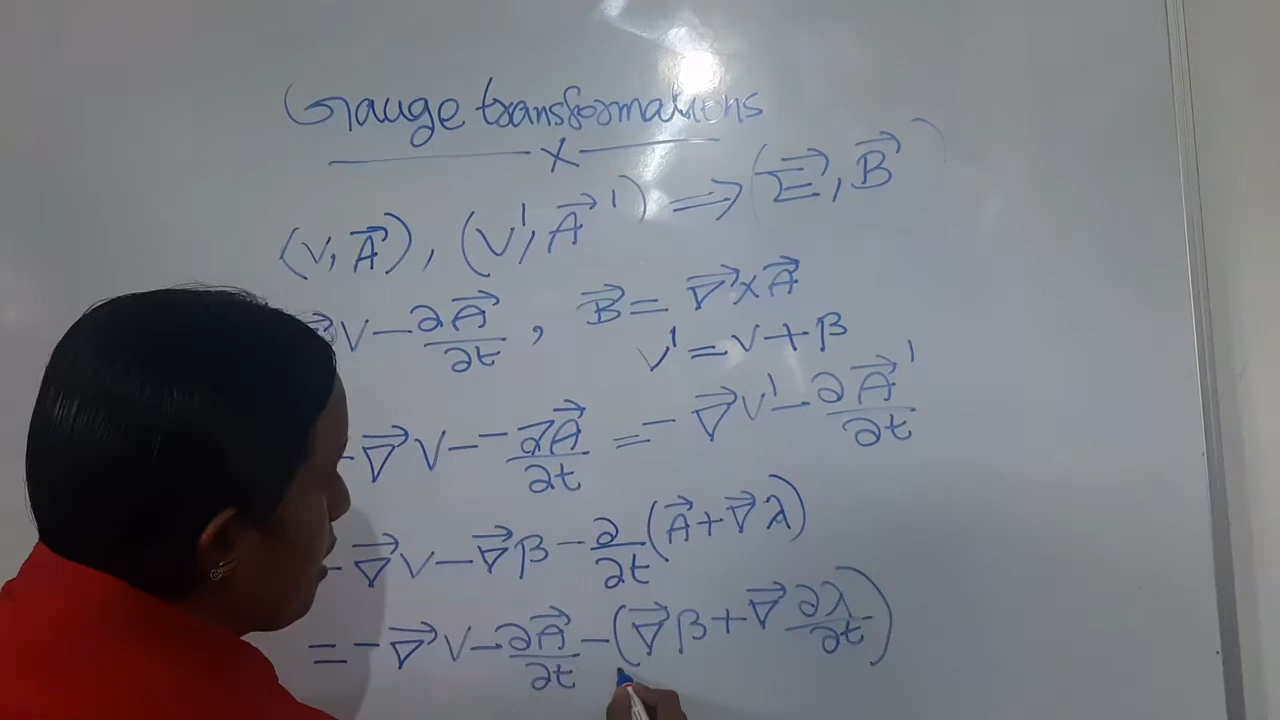 Gauge transformations
x
(V, A⃗), (V', A⃗') ⟹ (E⃗, B⃗)
V - ∂A⃗/∂t, B⃗ = ∇⃗ × A⃗
V' = V + β
∇⃗V - - ∂A⃗/∂t = - ∇⃗V' - ∂A⃗'/∂t
- ∇⃗V - ∇⃗β - ∂/∂t (A⃗ + ∇⃗λ)
= - ∇⃗V - ∂A⃗/∂t - (∇⃗β + ∇⃗ ∂λ/∂t)